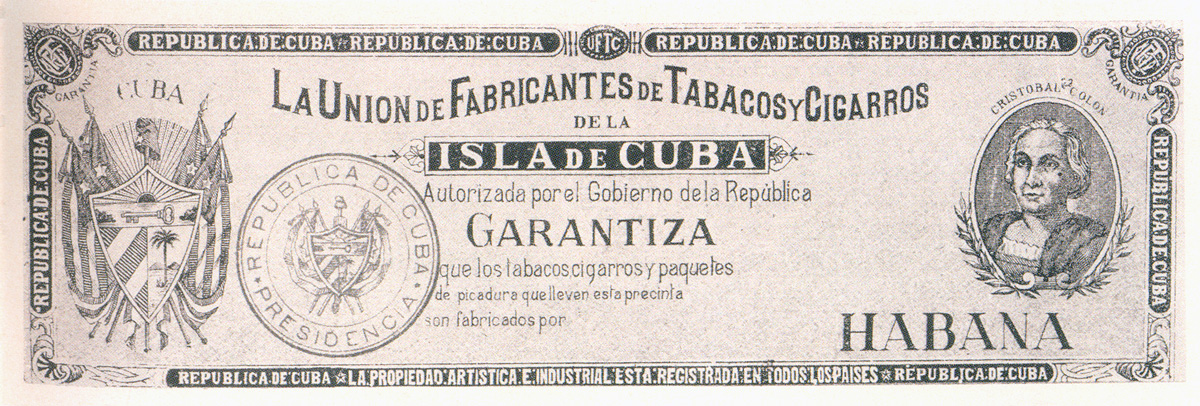 REPUBLICA.DE.CUBA ☆ REPUBLICA.DE.CUBA
UFTC
REPUBLICA.DE.CUBA ☆ REPUBLICA.DE:CUBA
GARANTIA
GARANTIA
CUBA
CRISTOBAL COLON
LA UNION DE FABRICANTES DE TABACOS Y CIGARROS
DE LA
ISLA DE CUBA
Autorizada por el Gobierno de la República
GARANTIZA
que los tabacos cigarros y paquetes
de picadura que lleven esta precinta
son fabricados por
REPUBLICA DE CUBA
PRESIDENCIA
HABANA
REPUBLICA.DE CUBA
REPUBLICA.DE CUBA
REPUBLICA DE CUBA ☆ LA PROPIEDAD ARTISTICA E INDUSTRIAL ESTA REGISTRADA EN TODOS LOS PAISES ☆ REPUBLICA DE CUBA